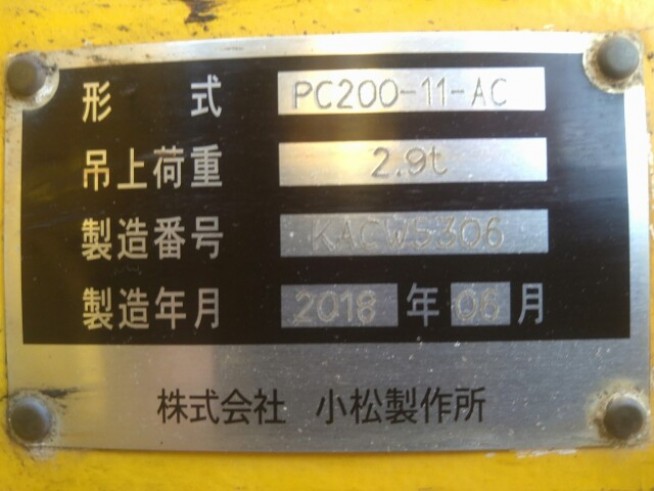 形 式 PC200-11-AC
吊上荷重 2.9t
製造番号 KACW5306
製造年月 2018 年 06 月
株式会社 小松製作所